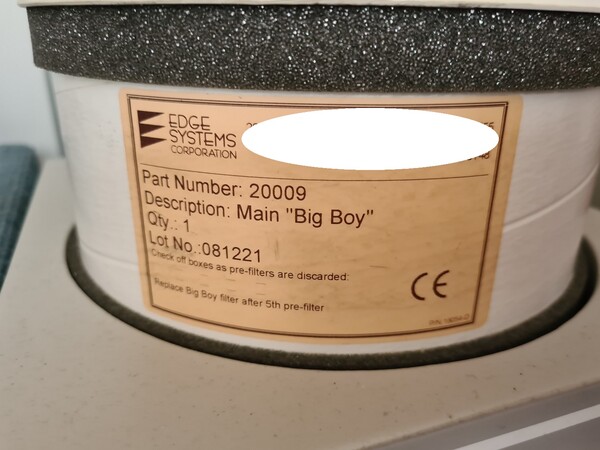 EDGE
SYSTEMS
CORPORATION
Part Number: 20009
Description: Main "Big Boy"
Qty.: 1
Lot No.:081221
Check off boxes as pre-filters are discarded:
Replace Big Boy filter after 5th pre-filter
CE